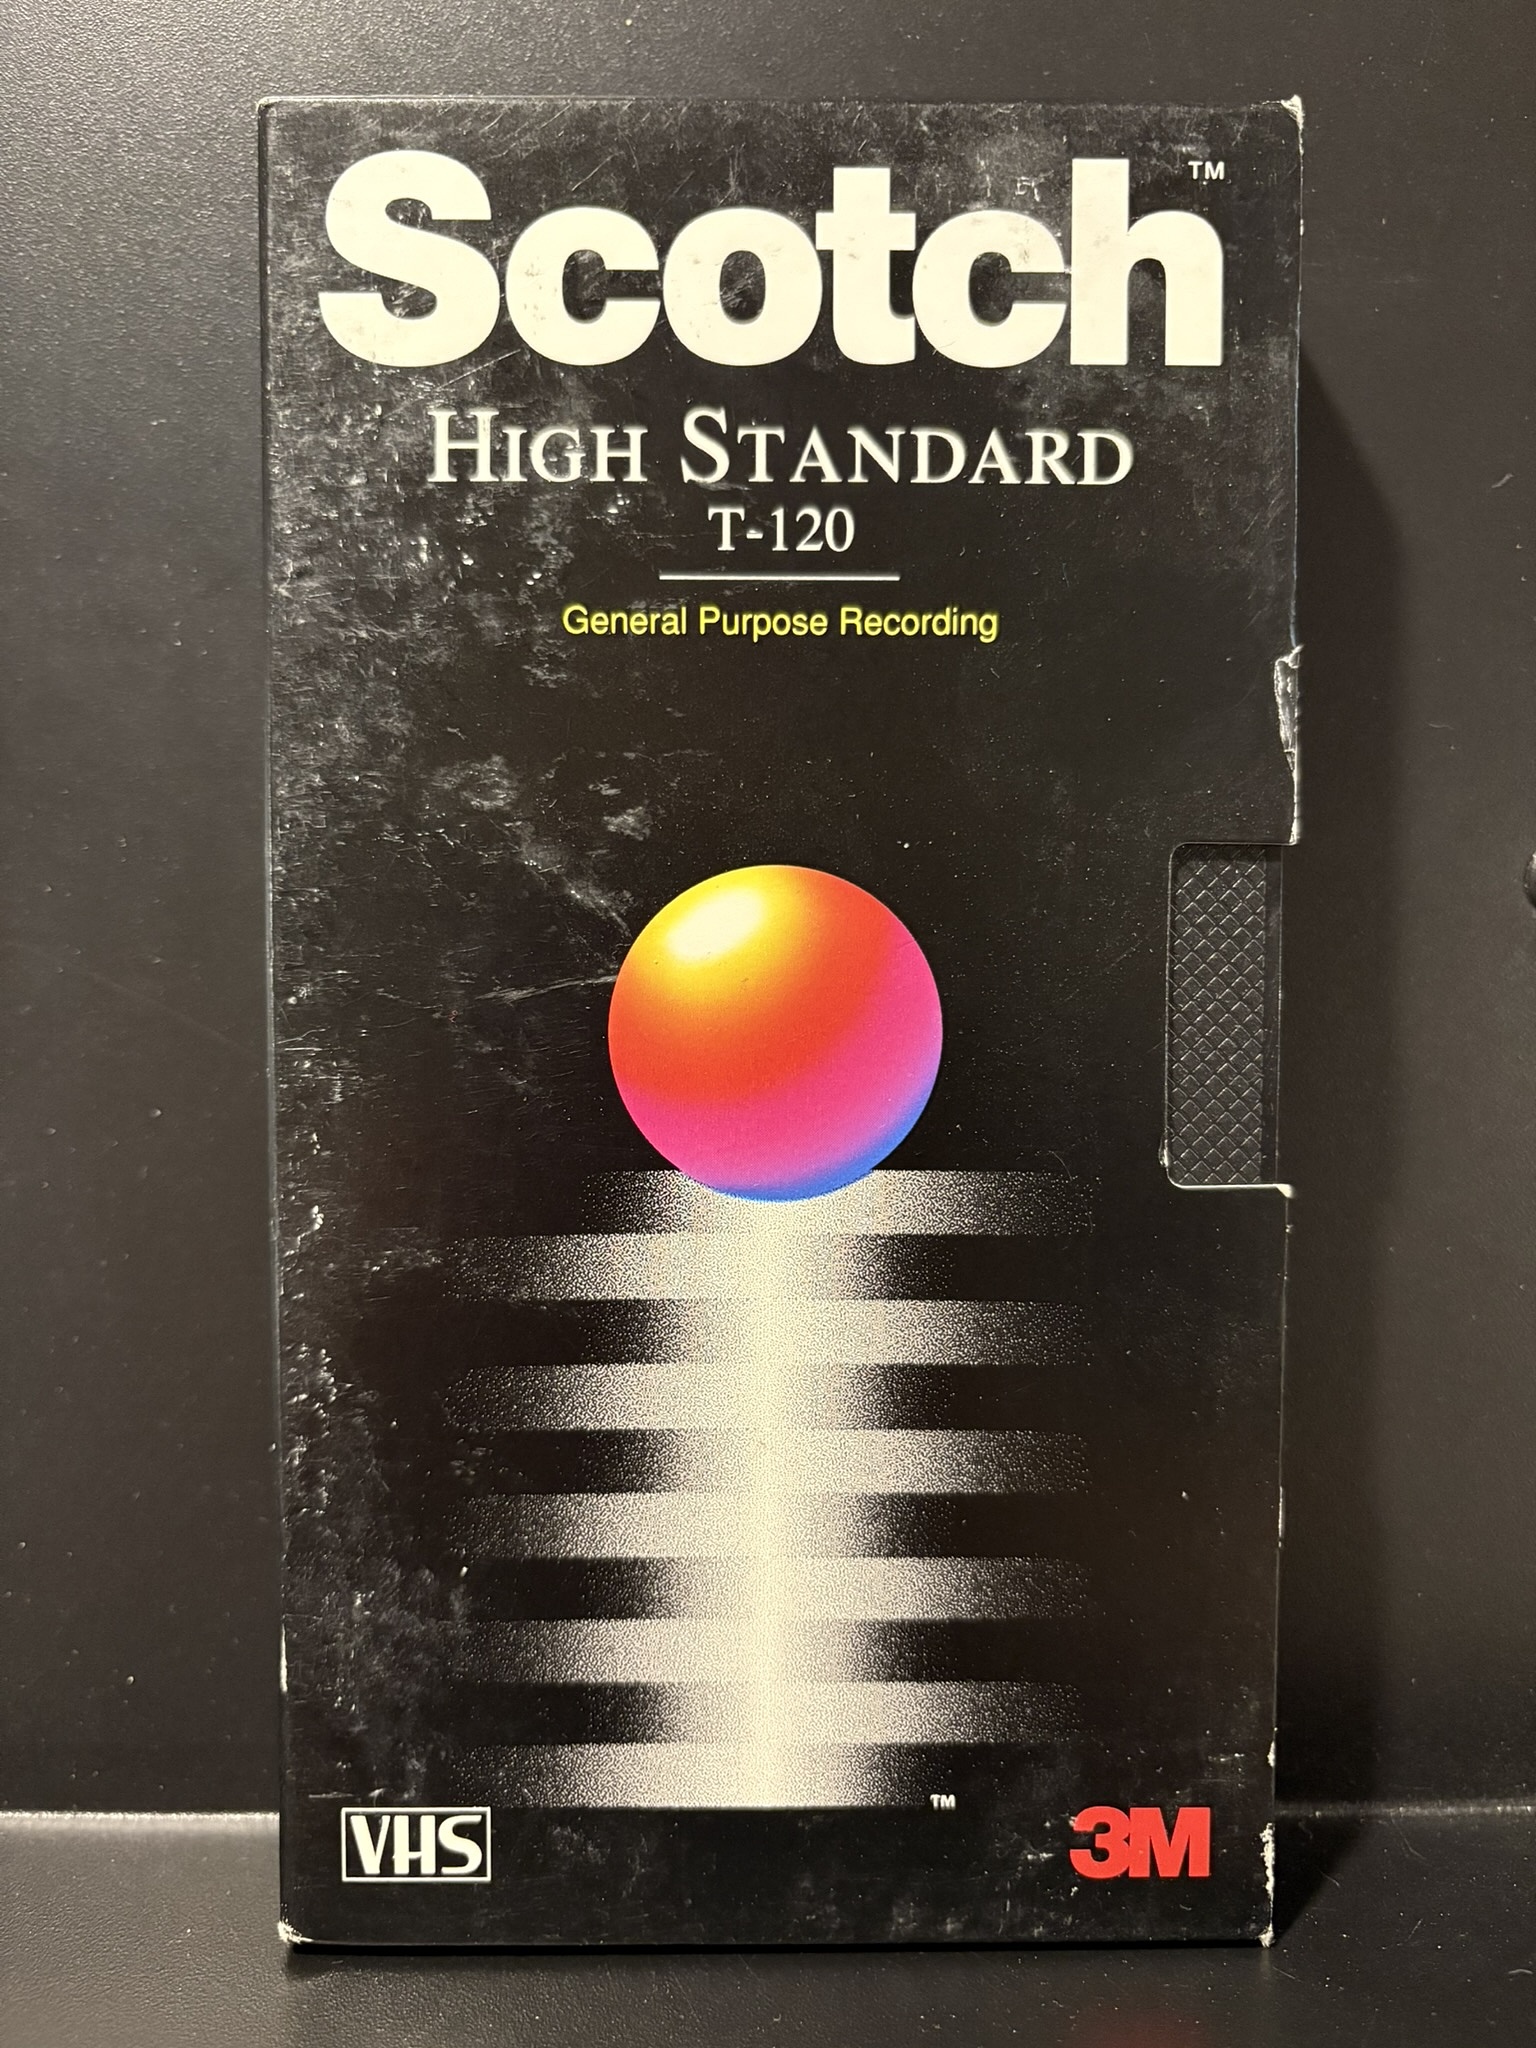 Scotch™
HIGH STANDARD
T-120
General Purpose Recording
™
VHS
3M